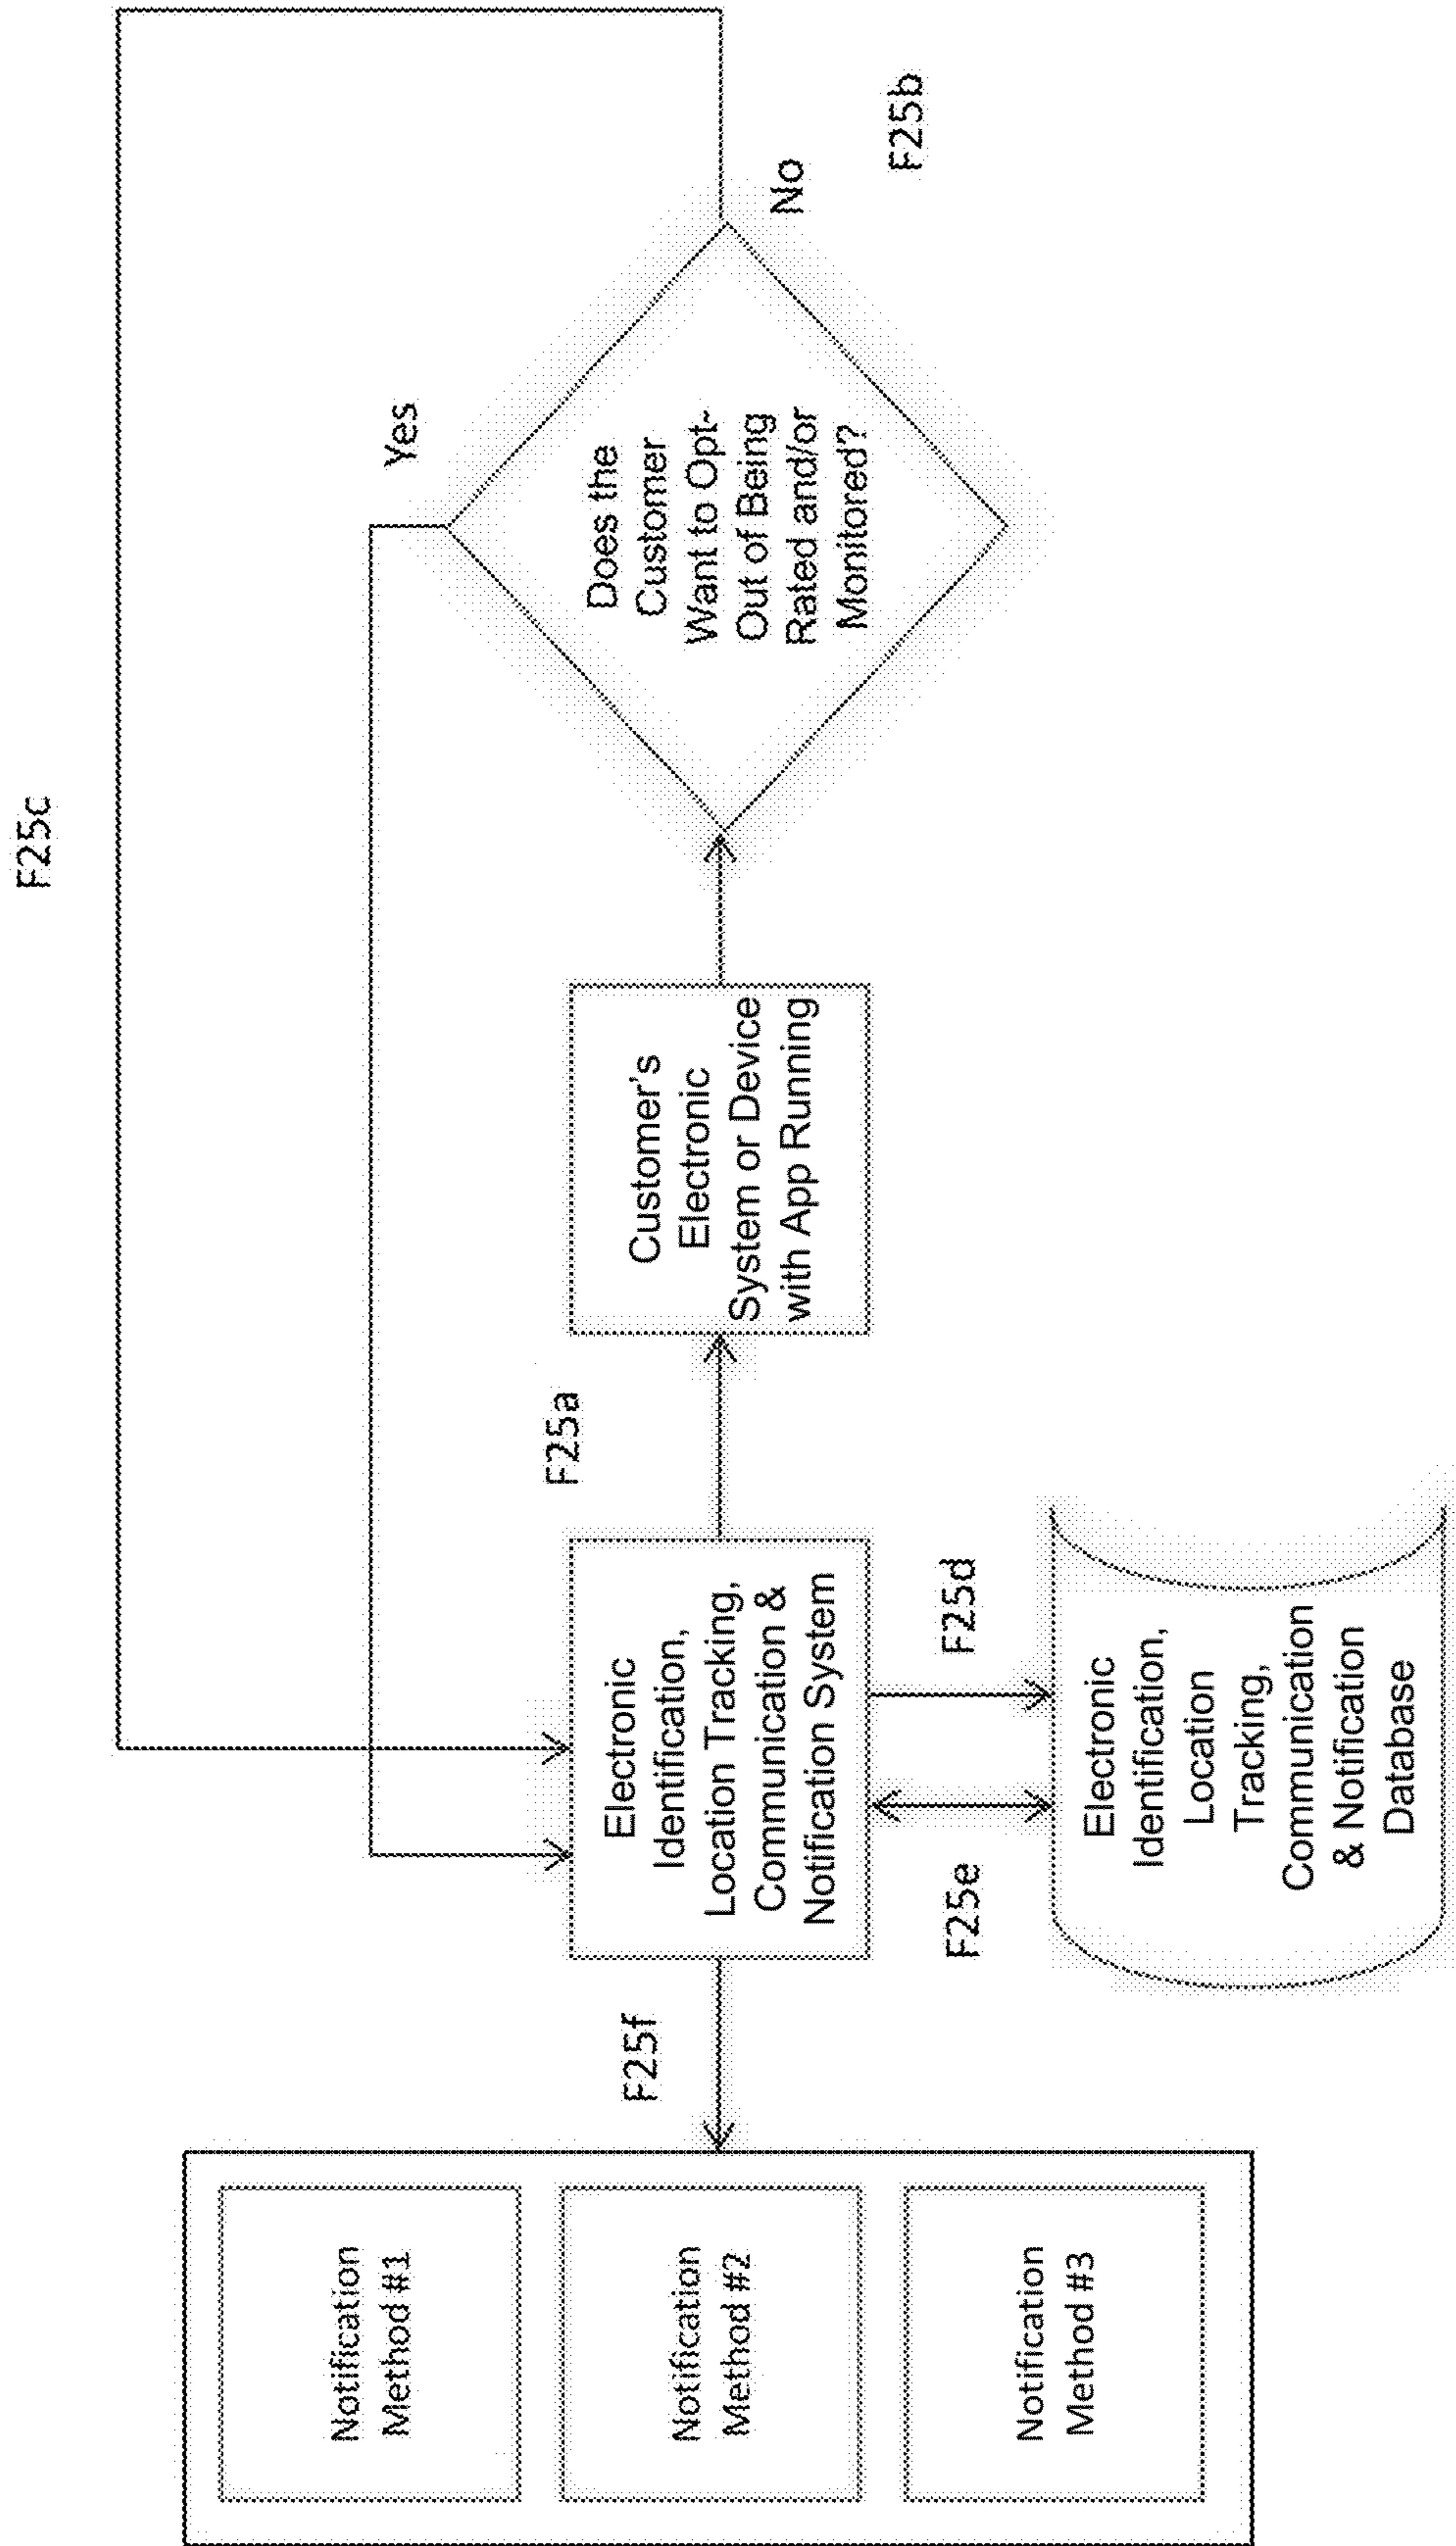 F25c
Yes
No
F25b
Does the
Customer
Want to Opt-
Out of Being
Rated and/or
Monitored?
F25a
Customer's
Electronic
System or Device
with App Running
F25f
Electronic
Identification,
Location Tracking,
Communication &
Notification System
F25e
F25d
Electronic
Identification,
Location
Tracking,
Communication
& Notification
Database
Notification
Method #1
Notification
Method #2
Notification
Method #3